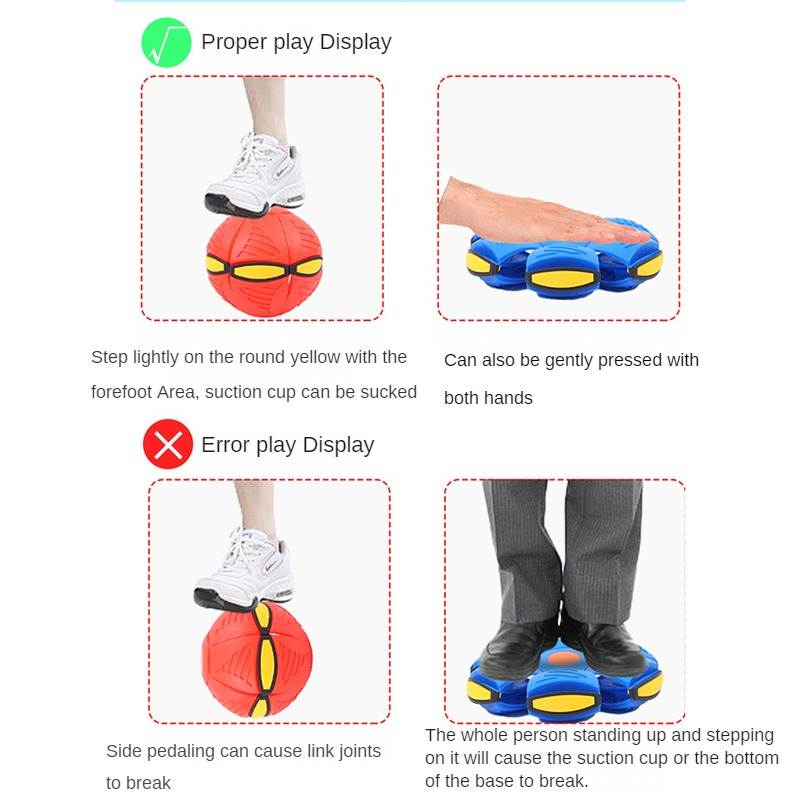 Proper play Display
Step lightly on the round yellow with the
forefoot Area, suction cup can be sucked
Can also be gently pressed with
both hands
Error play Display
Side pedaling can cause link joints
to break
The whole person standing up and stepping
on it will cause the suction cup or the bottom
of the base to break.